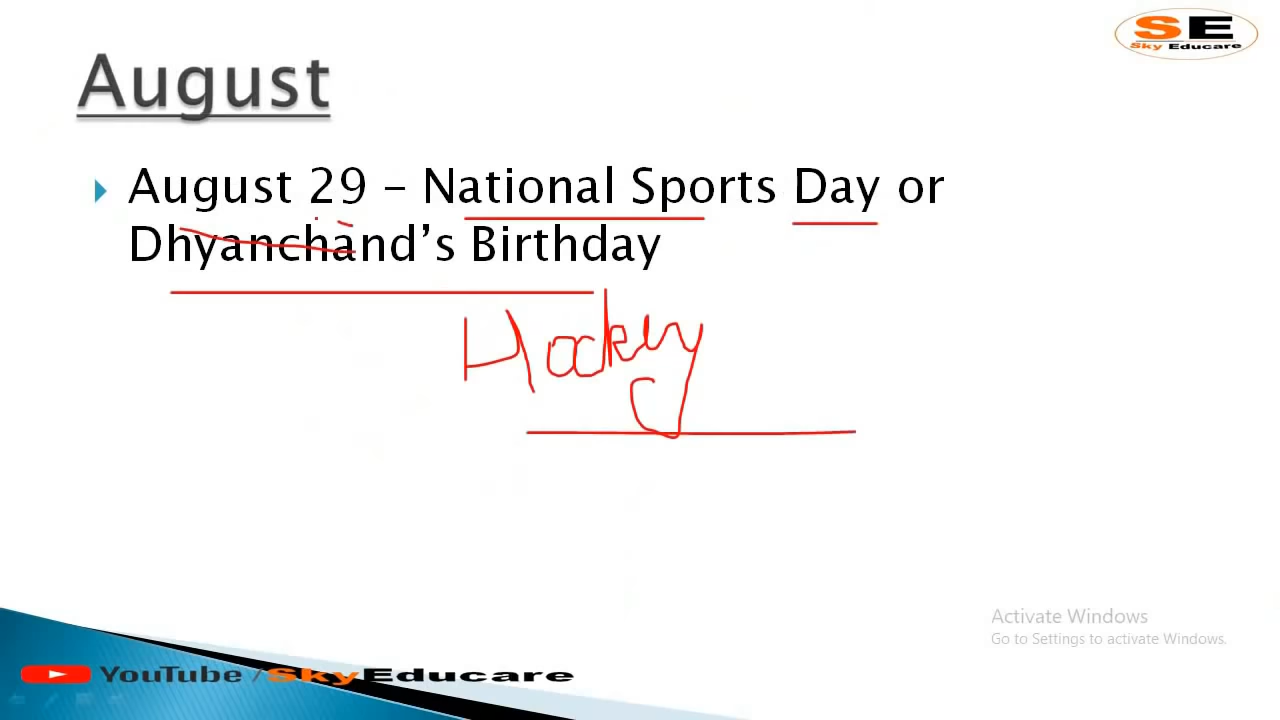 SE
Sky Educare
August
August 29 – National Sports Day or
Dhyanchand’s Birthday
Hockey
Activate Windows
Go to Settings to activate Windows.
YouTube /SkyEducare